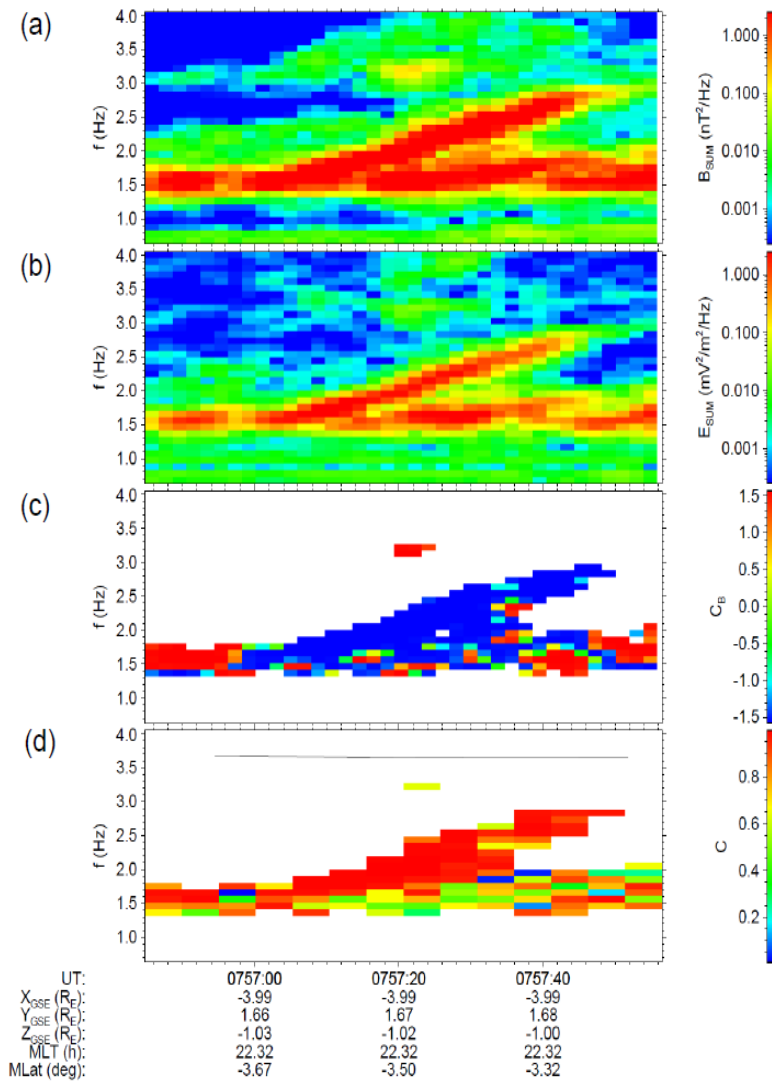 (a)
4.0
3.5
3.0
2.5
2.0
1.5
1.0
f (Hz)
1.000
0.100
0.010
0.001
B_SUM (nT²/Hz)
(b)
4.0
3.5
3.0
2.5
2.0
1.5
1.0
f (Hz)
1.000
0.100
0.010
0.001
E_SUM (mV²/m²/Hz)
(c)
4.0
3.5
3.0
2.5
2.0
1.5
1.0
f (Hz)
1.5
1.0
0.5
0.0
-0.5
-1.0
-1.5
C_B
(d)
4.0
3.5
3.0
2.5
2.0
1.5
1.0
f (Hz)
0.8
0.6
0.4
0.2
C
UT: 0757:00 0757:20 0757:40
X_GSE (R_E): -3.99 -3.99 -3.99
Y_GSE (R_E): 1.66 1.67 1.68
Z_GSE (R_E): -1.03 -1.02 -1.00
MLT (h): 22.32 22.32 22.32
MLat (deg): -3.67 -3.50 -3.32